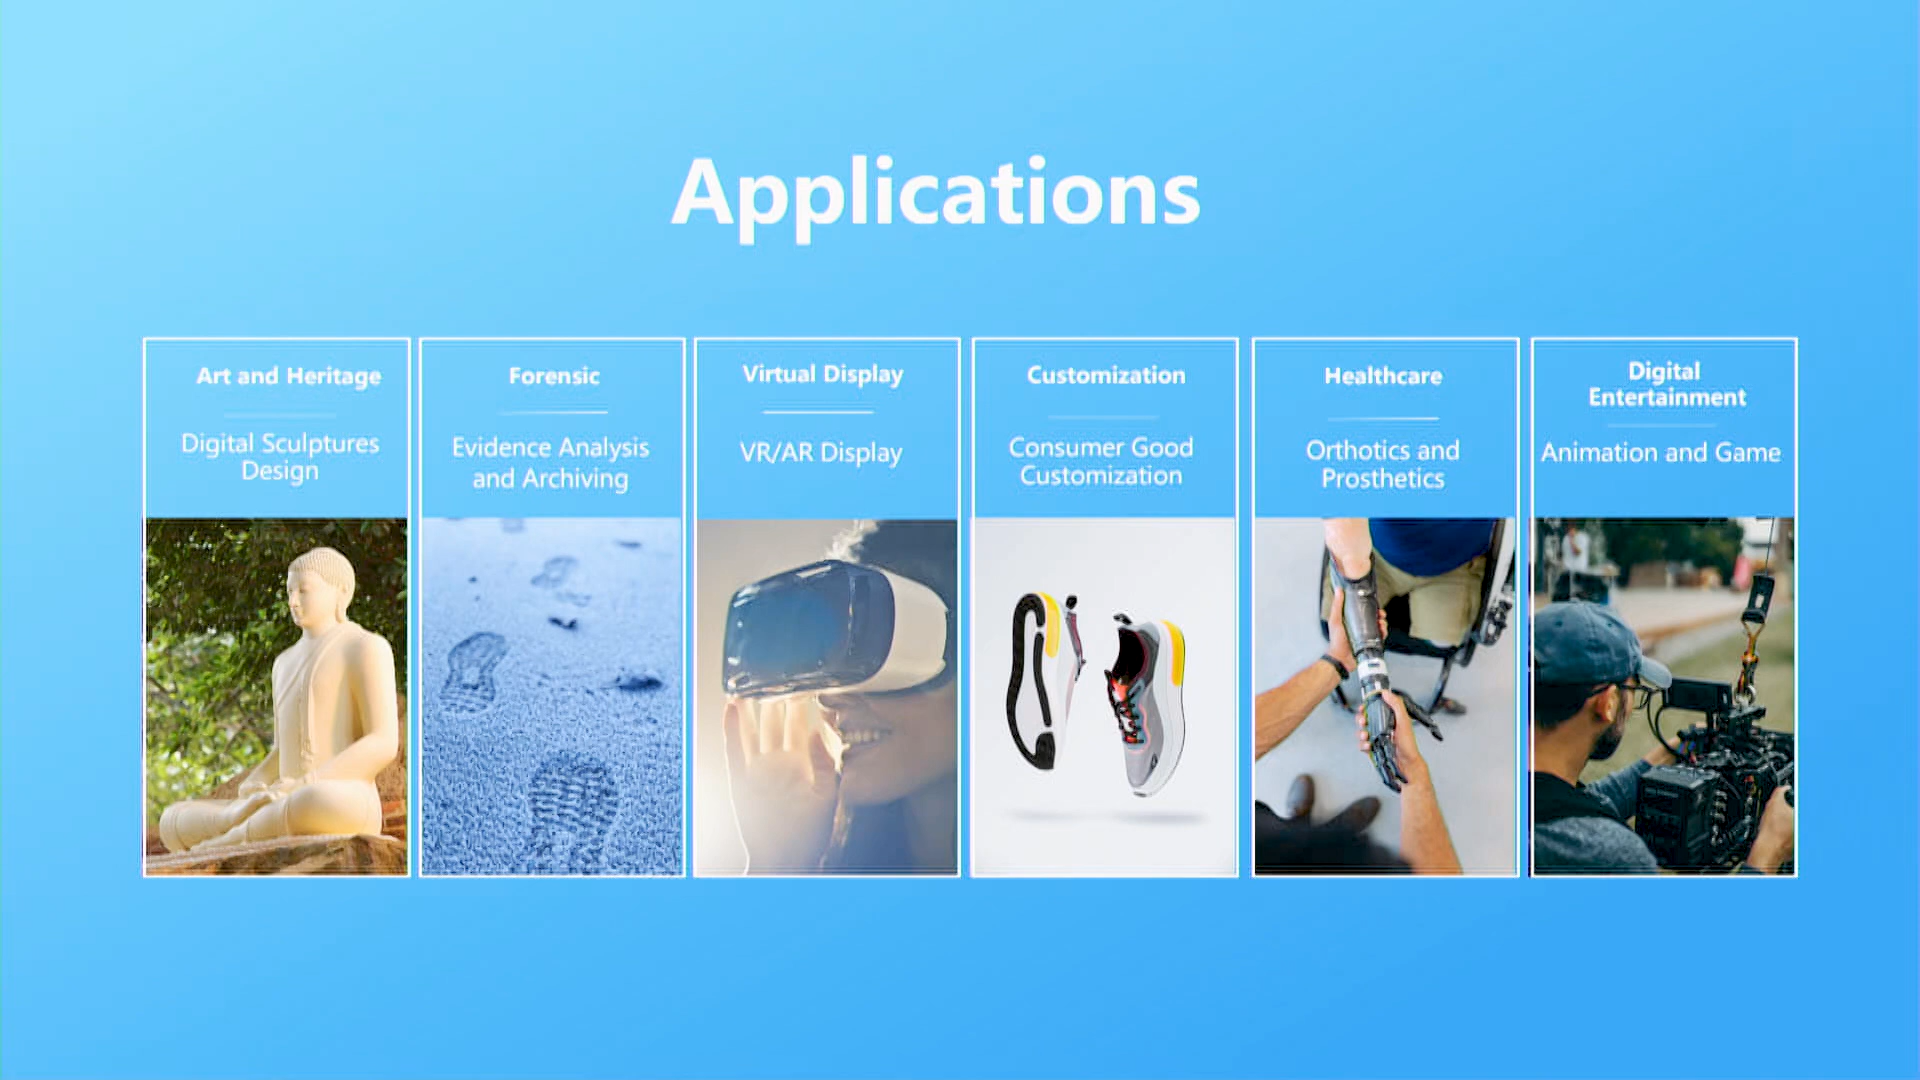 Applications
Art and Heritage
Digital Sculptures
Design
Forensic
Evidence Analysis
and Archiving
Virtual Display
VR/AR Display
Customization
Consumer Good
Customization
Healthcare
Orthotics and
Prosthetics
Digital
Entertainment
Animation and Game